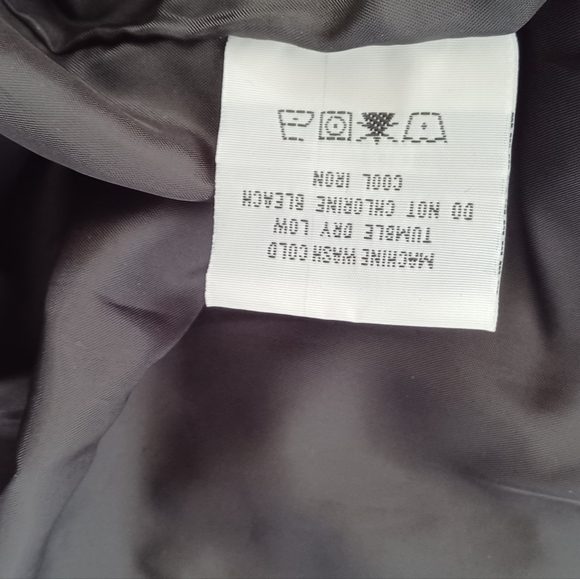 MACHINE WASH COLD
TUMBLE DRY LOW
DO NOT CHLORINE BLEACH
COOL IRON